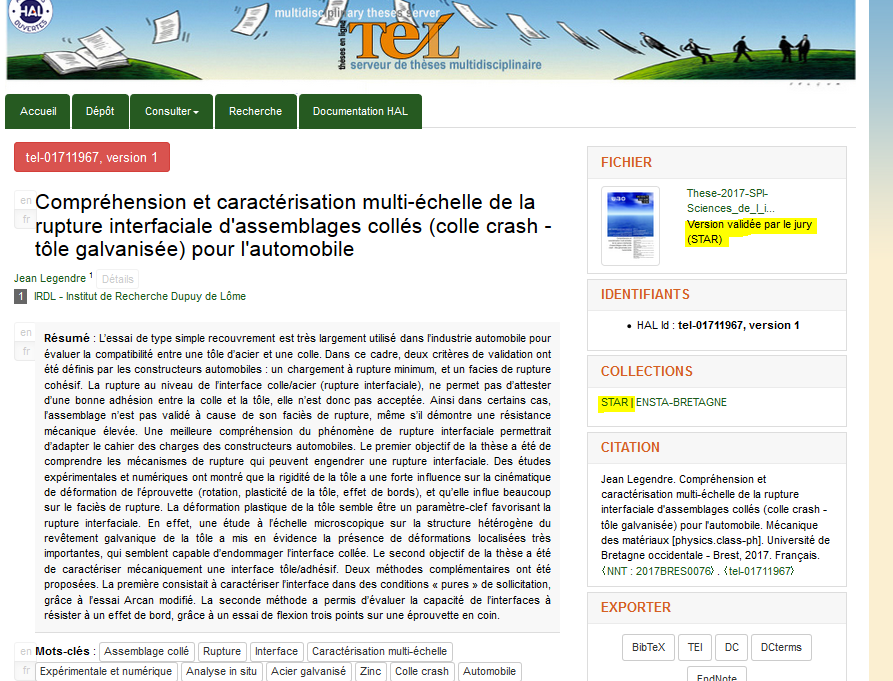 HAL
OUVERTES
multidisciplinary theses server
thèses en ligne
TeL
serveur de thèses multidisciplinaire
Accueil
Dépôt
Consulter
Recherche
Documentation HAL
tel-01711967, version 1
en
fr
Compréhension et caractérisation multi-échelle de la
rupture interfaciale d'assemblages collés (colle crash -
tôle galvanisée) pour l'automobile
Jean Legendre 1 Détails
1 IRDL - Institut de Recherche Dupuy de Lôme
en
fr
Résumé : L'essai de type simple recouvrement est très largement utilisé dans l'industrie automobile pour
évaluer la compatibilité entre une tôle d'acier et une colle. Dans ce cadre, deux critères de validation ont
été définis par les constructeurs automobiles : un chargement à rupture minimum, et un facies de rupture
cohésif. La rupture au niveau de l'interface colle/acier (rupture interfaciale), ne permet pas d'attester
d'une bonne adhésion entre la colle et la tôle, elle n'est donc pas acceptée. Ainsi dans certains cas,
l'assemblage n'est pas validé à cause de son faciès de rupture, même s'il démontre une résistance
mécanique élevée. Une meilleure compréhension du phénomène de rupture interfaciale permettrait
d'adapter le cahier des charges des constructeurs automobiles. Le premier objectif de la thèse a été de
comprendre les mécanismes de rupture qui peuvent engendrer une rupture interfaciale. Des études
expérimentales et numériques ont montré que la rigidité de la tôle a une forte influence sur la cinématique
de déformation de l'éprouvette (rotation, plasticité de la tôle, effet de bords), et qu'elle influe beaucoup
sur le faciès de rupture. La déformation plastique de la tôle semble être un paramètre-clef favorisant la
rupture interfaciale. En effet, une étude à l'échelle microscopique sur la structure hétérogène du
revêtement galvanique de la tôle a mis en évidence la présence de déformations localisées très
importantes, qui semblent capable d'endommager l'interface collée. Le second objectif de la thèse a été
de caractériser mécaniquement une interface tôle/adhésif. Deux méthodes complémentaires ont été
proposées. La première consistait à caractériser l'interface dans des conditions « pures » de sollicitation,
grâce à l'essai Arcan modifié. La seconde méthode a permis d'évaluer la capacité de l'interfaces à
résister à un effet de bord, grâce à un essai de flexion trois points sur une éprouvette en coin.
en
fr
Mots-clés : Assemblage collé Rupture Interface Caractérisation multi-échelle
Expérimentale et numérique Analyse in situ Acier galvanisé Zinc Colle crash Automobile
FICHIER
These-2017-SPI-
Sciences_de_l_i...
Version validée par le jury
(STAR)
IDENTIFIANTS
• HAL Id : tel-01711967, version 1
COLLECTIONS
STAR | ENSTA-BRETAGNE
CITATION
Jean Legendre. Compréhension et
caractérisation multi-échelle de la rupture
interfaciale d'assemblages collés (colle crash -
tôle galvanisée) pour l'automobile. Mécanique
des matériaux [physics.class-ph]. Université de
Bretagne occidentale - Brest, 2017. Français.
⟨NNT : 2017BRES0076⟩. ⟨tel-01711967⟩
EXPORTER
BibTeX TEI DC DCterms
EndNote